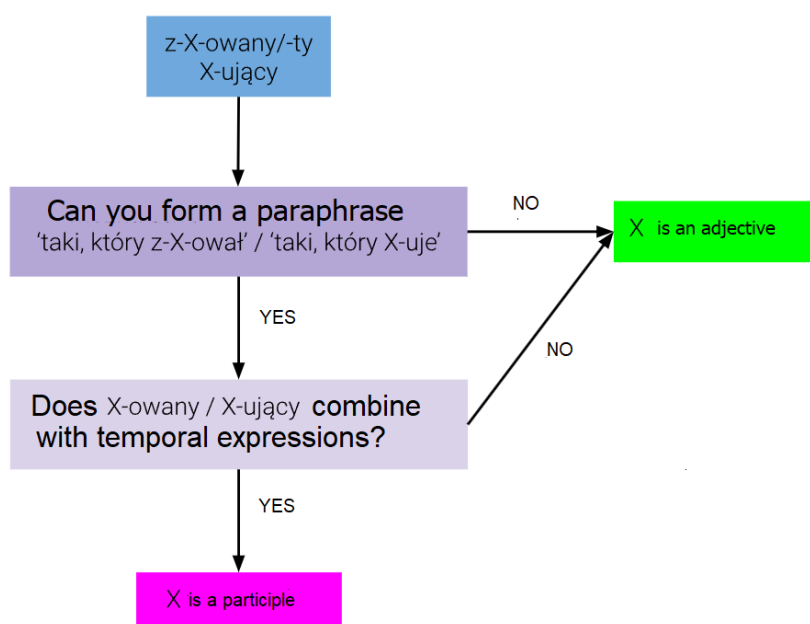 z-X-owany/-ty
X-ujący
Can you form a paraphrase
‘taki, który z-X-ował’ / ‘taki, który X-uje’
NO
X is an adjective
YES
NO
Does X-owany / X-ujący combine
with temporal expressions?
YES
X is a participle